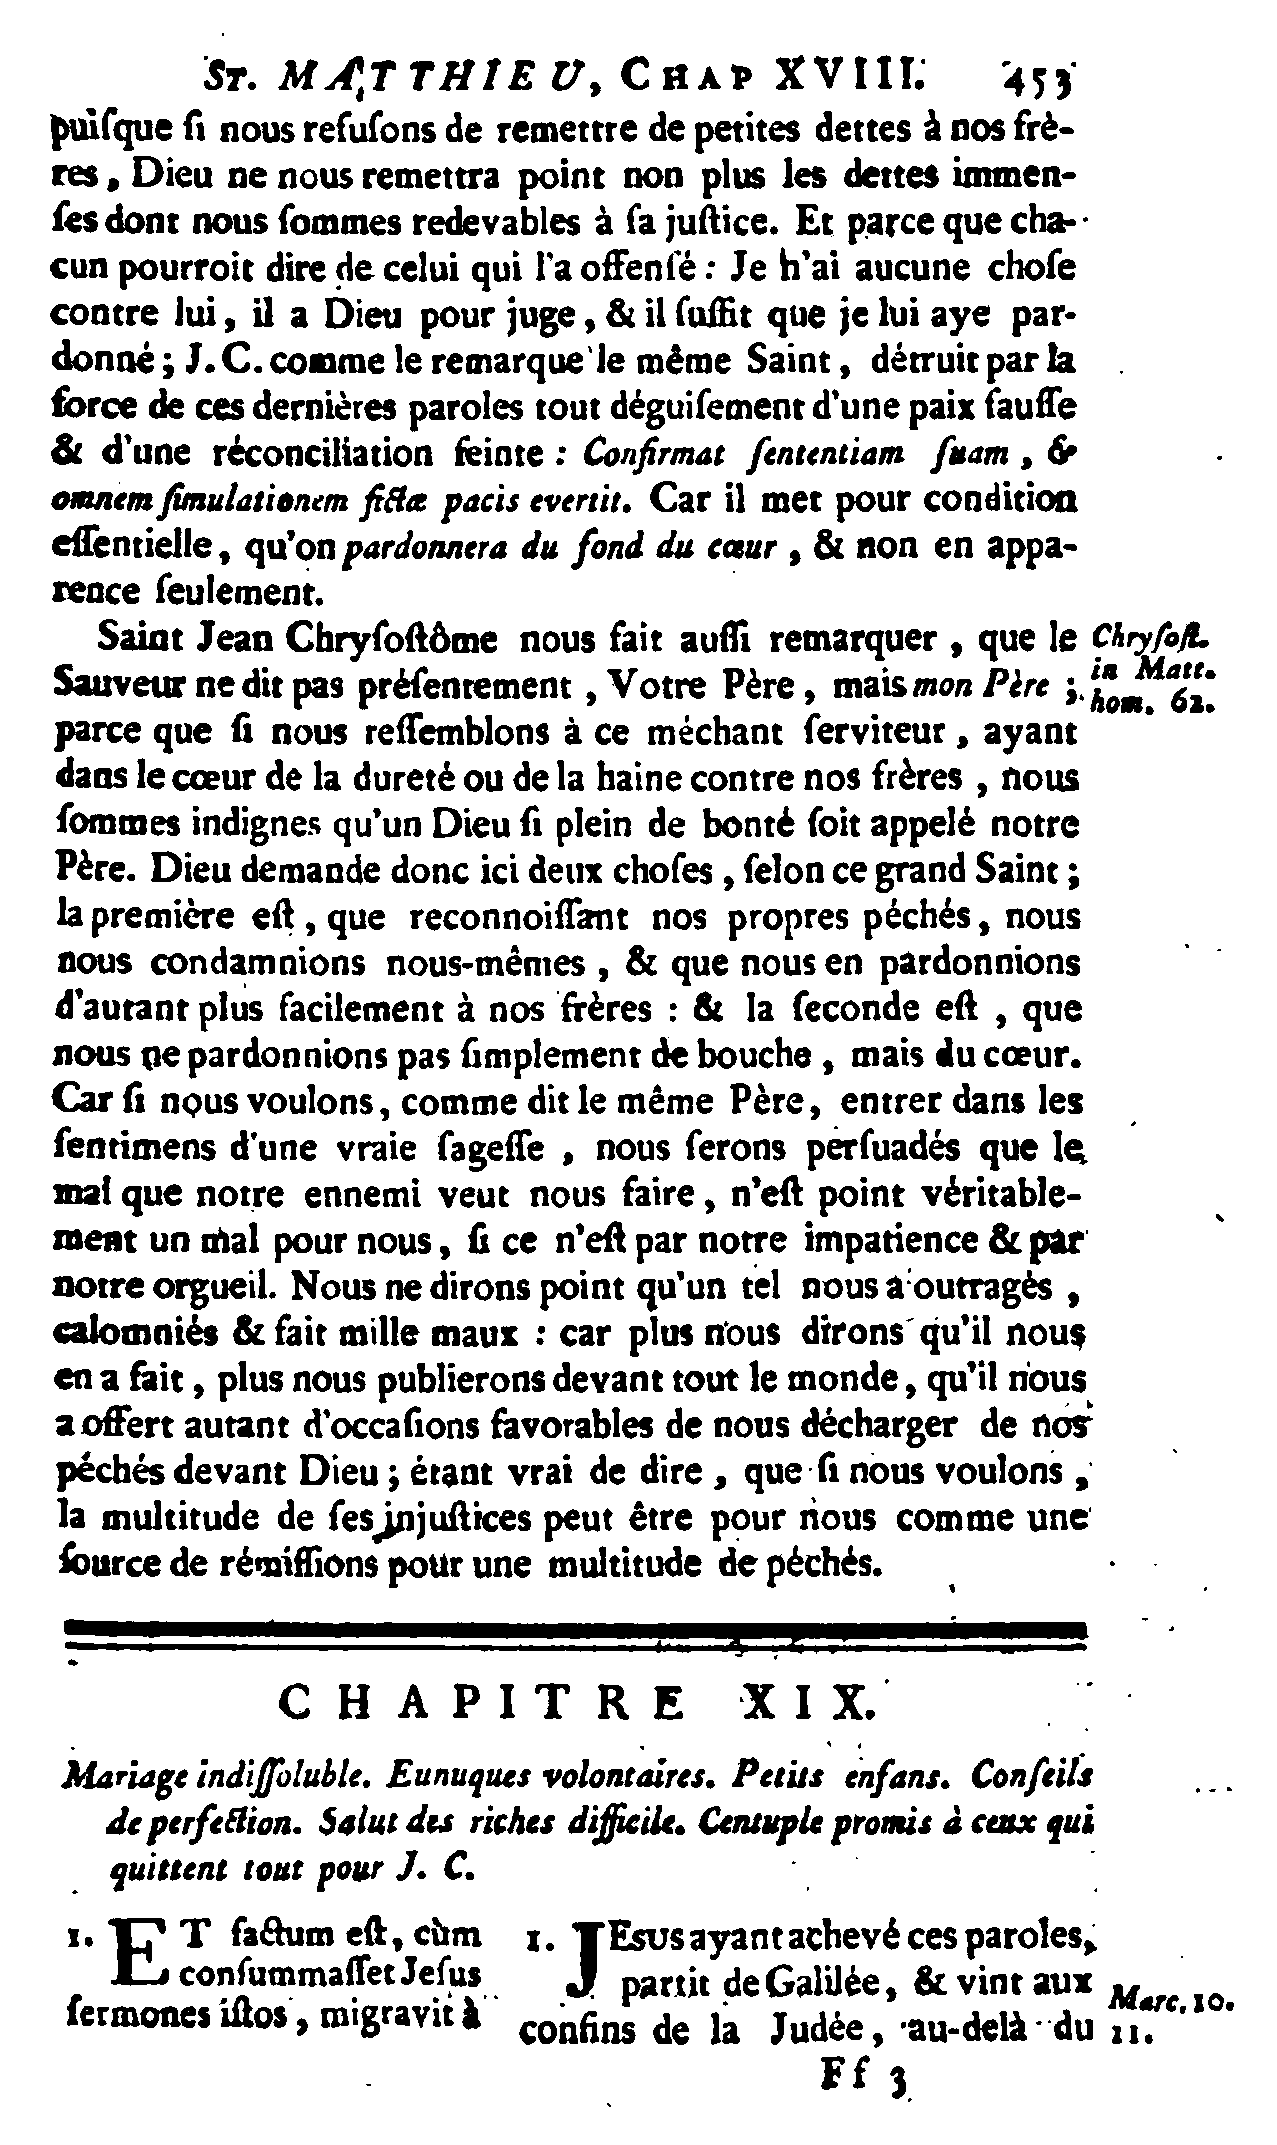 St. MATTHIEU, CHAP XVIII. 453
puiſque ſi nous refuſons de remettre de petites dettes à nos frè-
res, Dieu ne nous remettra point non plus les dettes immen-
ſes dont nous ſommes redevables à ſa juſtice. Et parce que cha-
cun pourroit dire de celui qui l'a offenſé : Je n'ai aucune choſe
contre lui, il a Dieu pour juge, & il ſuffit que je lui aye par-
donné ; J. C. comme le remarque le même Saint, détruit par la
force de ces dernières paroles tout déguiſement d'une paix fauſſe
& d'une réconciliation feinte : Confirmat ſententiam ſuam, &
omnem ſimulationem fictæ pacis evertit. Car il met pour condition
eſſentielle, qu'on pardonnera du fond du cœur, & non en appa-
rence ſeulement.
Saint Jean Chryſoſtôme nous fait auſſi remarquer, que le
Chryſoſt.
Sauveur ne dit pas préſentement, Votre Père, mais mon Père ;
in Matt.
hom. 62.
parce que ſi nous reſſemblons à ce méchant ſerviteur, ayant
dans le cœur de la dureté ou de la haine contre nos frères, nous
ſommes indignes qu'un Dieu ſi plein de bonté ſoit appelé notre
Père. Dieu demande donc ici deux choſes, ſelon ce grand Saint ;
la première eſt, que reconnoiſſant nos propres péchés, nous
nous condamnions nous-mêmes, & que nous en pardonnions
d'autant plus facilement à nos frères : & la ſeconde eſt, que
nous ne pardonnions pas ſimplement de bouche, mais du cœur.
Car ſi nous voulons, comme dit le même Père, entrer dans les
ſentimens d'une vraie ſageſſe, nous ſerons perſuadés que le
mal que notre ennemi veut nous faire, n'eſt point véritable-
ment un mal pour nous, ſi ce n'eſt par notre impatience & par
notre orgueil. Nous ne dirons point qu'un tel nous a outragés,
calomniés & fait mille maux : car plus nous dirons qu'il nous
en a fait, plus nous publierons devant tout le monde, qu'il nous
a offert autant d'occaſions favorables de nous décharger de nos
péchés devant Dieu ; étant vrai de dire, que ſi nous voulons,
la multitude de ſes injuſtices peut être pour nous comme une
ſource de rémiſſions pour une multitude de péchés.
CHAPITRE XIX.
Mariage indiſſoluble. Eunuques volontaires. Petits enfans. Conſeils
de perfection. Salut des riches difficile. Centuple promis à ceux qui
quittent tout pour J. C.
1. ET factum eſt, cùm
conſummaſſet Jeſus
ſermones iſtos, migravit à
1. JEsus ayant achevé ces paroles,
partit de Galilée, & vint aux
confins de la Judée, au-delà du
Marc. 10.
11.
Ff 3